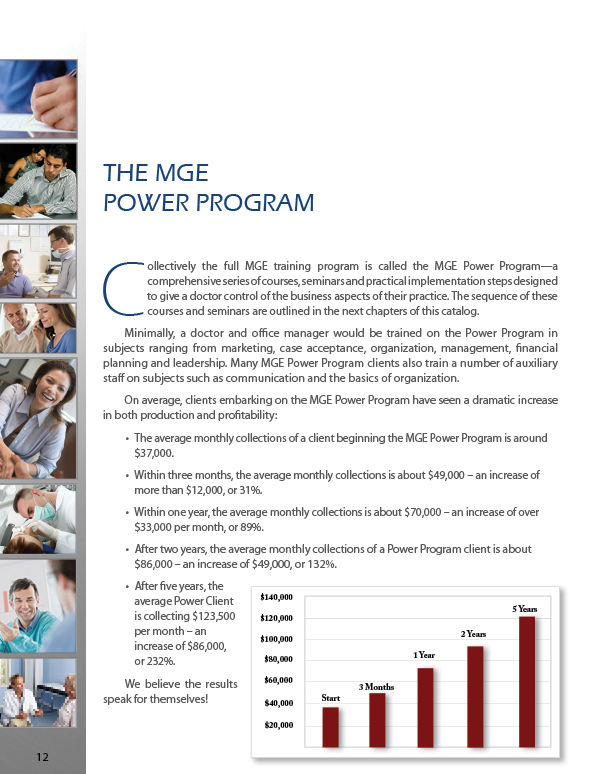 THE MGE
POWER PROGRAM
Collectively the full MGE training program is called the MGE Power Program—a
comprehensive series of courses, seminars and practical implementation steps designed
to give a doctor control of the business aspects of their practice. The sequence of these
courses and seminars are outlined in the next chapters of this catalog.
Minimally, a doctor and office manager would be trained on the Power Program in
subjects ranging from marketing, case acceptance, organization, management, financial
planning and leadership. Many MGE Power Program clients also train a number of auxiliary
staff on subjects such as communication and the basics of organization.
On average, clients embarking on the MGE Power Program have seen a dramatic increase
in both production and profitability:
• The average monthly collections of a client beginning the MGE Power Program is around
$37,000.
• Within three months, the average monthly collections is about $49,000 – an increase of
more than $12,000, or 31%.
• Within one year, the average monthly collections is about $70,000 – an increase of over
$33,000 per month, or 89%.
• After two years, the average monthly collections of a Power Program client is about
$86,000 – an increase of $49,000, or 132%.
• After five years, the
average Power Client
is collecting $123,500
per month – an
increase of $86,000,
or 232%.
We believe the results
speak for themselves!
$140,000
$120,000
$100,000
$80,000
$60,000
$40,000
$20,000
Start
3 Months
1 Year
2 Years
5 Years
12